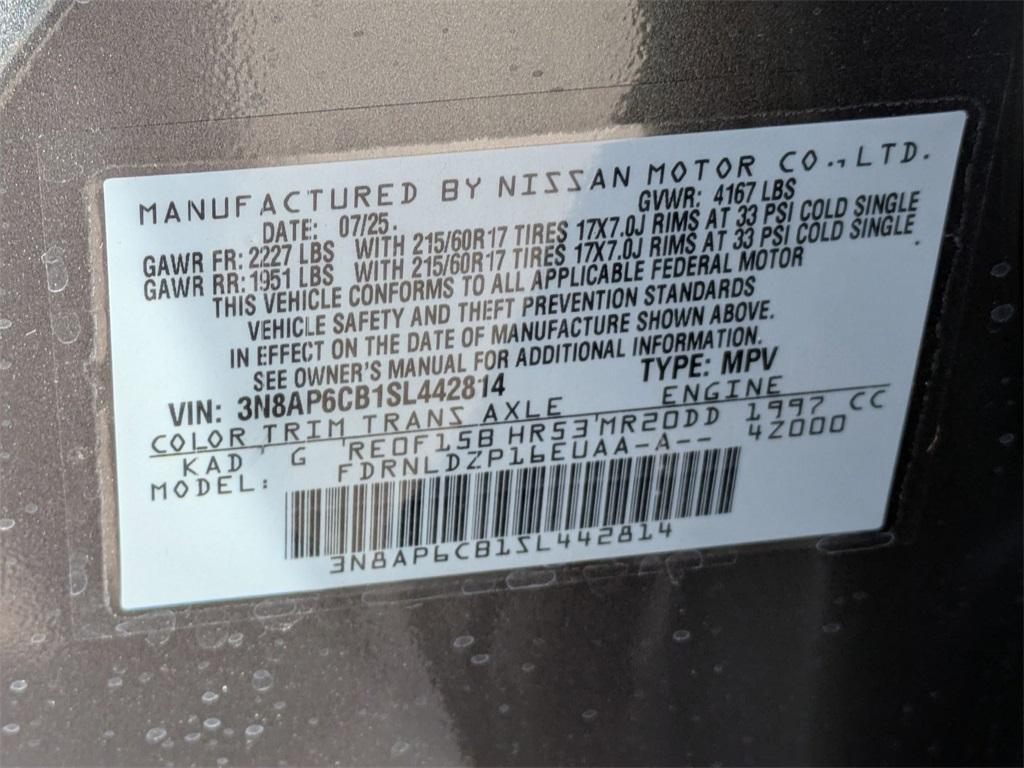 MANUFACTURED BY NISSAN MOTOR CO., LTD.
DATE: 07/25. GVWR: 4167 LBS
GAWR FR: 2227 LBS WITH 215/60R17 TIRES 17X7.0J RIMS AT 33 PSI COLD SINGLE
GAWR RR: 1951 LBS WITH 215/60R17 TIRES 17X7.0J RIMS AT 33 PSI COLD SINGLE
THIS VEHICLE CONFORMS TO ALL APPLICABLE FEDERAL MOTOR
VEHICLE SAFETY AND THEFT PREVENTION STANDARDS
IN EFFECT ON THE DATE OF MANUFACTURE SHOWN ABOVE.
SEE OWNER'S MANUAL FOR ADDITIONAL INFORMATION.
VIN: 3N8AP6CB1SL442814 TYPE: MPV
COLOR TRIM TRANS AXLE ENGINE
KAD G RE0F15B HR53 MR20DD 1997 CC
MODEL: FDRNLDZP16EUAA-A-- 4Z000
3N8AP6CB1SL442814